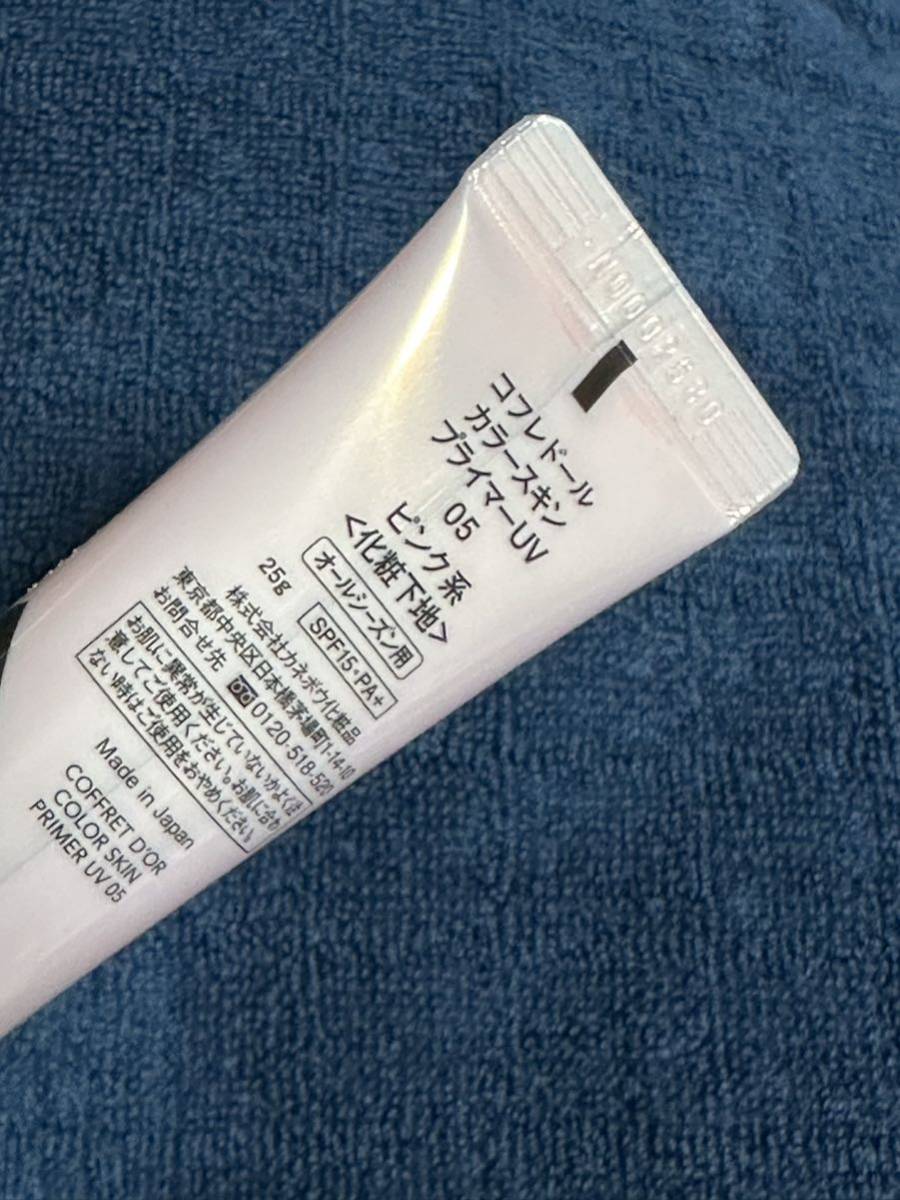 コフレドール
カラースキン
プライマーUV
05
ピンク系
<化粧下地>
オールシーズン用
SPF15・PA+
25g
株式会社カネボウ化粧品
東京都中央区日本橋茅場町1-14-10
お問合せ先 0120-518-520
お肌に異常が生じていないかよく注
意してご使用ください。お肌に合わ
ない時はご使用をおやめください。
Made in Japan
COFFRET D'OR
COLOR SKIN
PRIMER UV 05